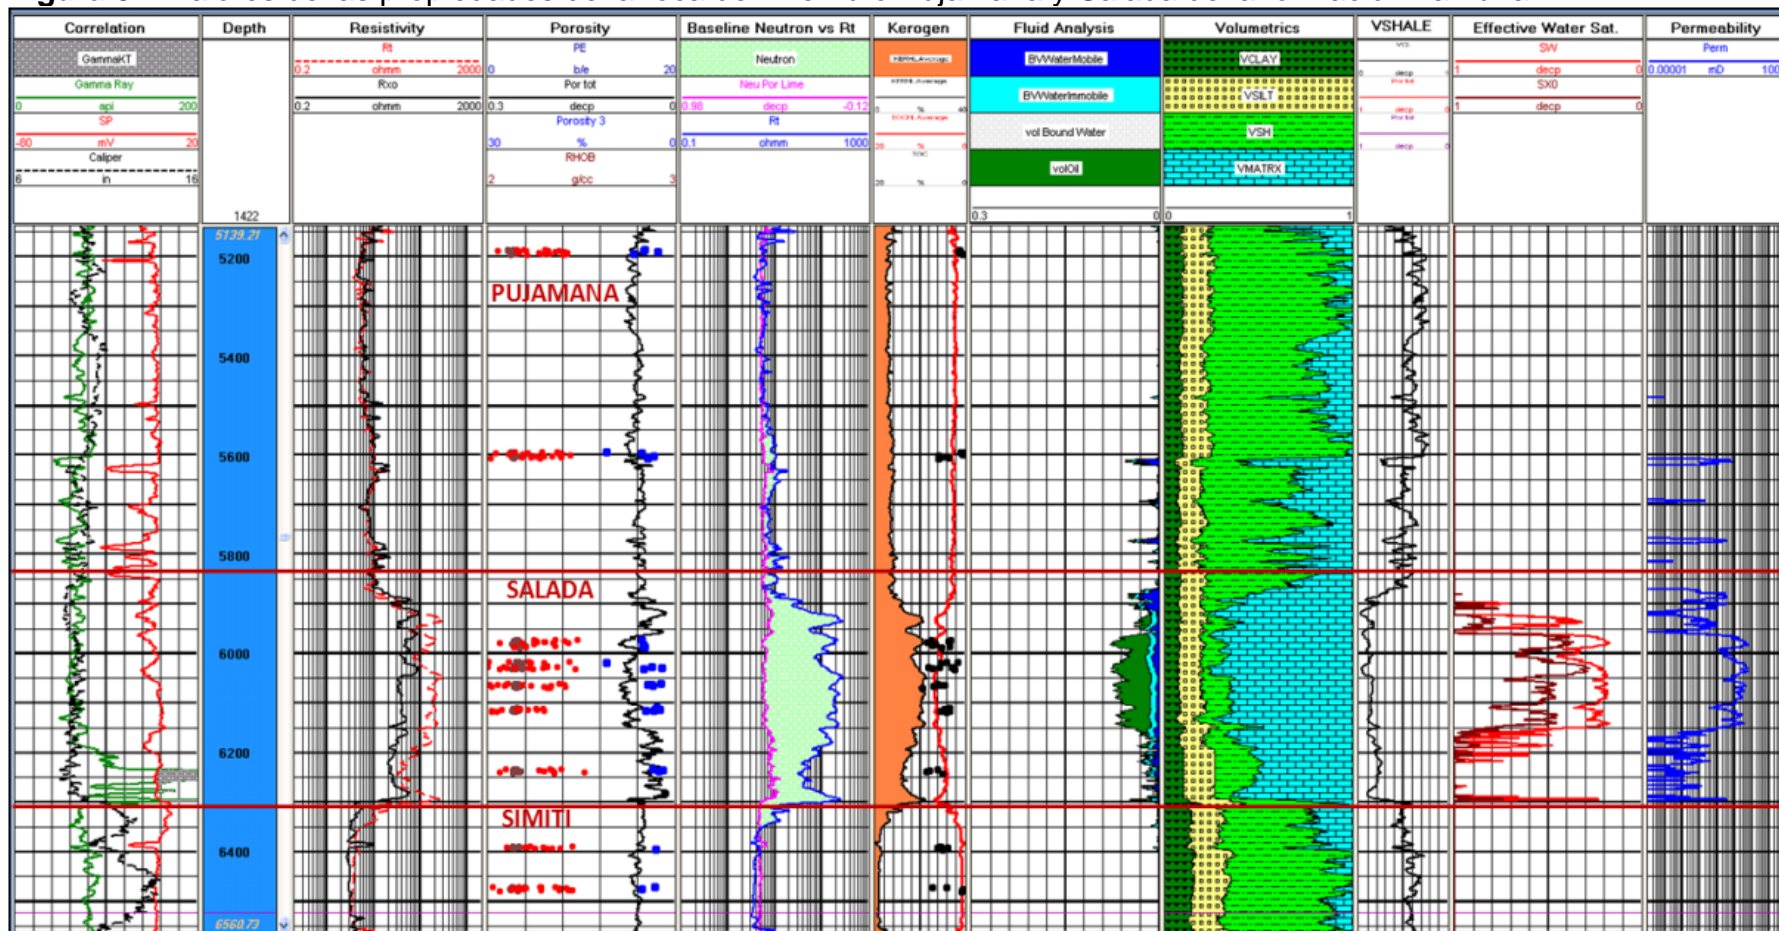 Correlation
GammaKT
Gamma Ray
0 api 200
SP
-80 mV 20
Caliper
6 in 16
Depth
1422
Resistivity
Rt
0.2 ohmm 2000
Rxo
0.2 ohmm 2000
Porosity
PE
0 b/e 20
Por tot
0.3 decp 0
Porosity 3
30 % 0
RHOB
2 g/cc 3
Baseline Neutron vs Rt
Neutron
Neu Por Lime
0.98 decp -0.12
Rt
0.1 ohmm 1000
Kerogen
Fluid Analysis
BVWaterMobile
BVWaterImmobile
vol Bound Water
volOil
0.3 0
Volumetrics
VCLAY
VSILT
VSH
VMATRX
0 1
VSHALE
Effective Water Sat.
SW
1 decp 0
SXO
1 decp 0
Permeability
Perm
0.00001 mD 100
5139.21
5200
PUJAMANA
5400
5600
5800
SALADA
6000
6200
SIMITI
6400
6560.73